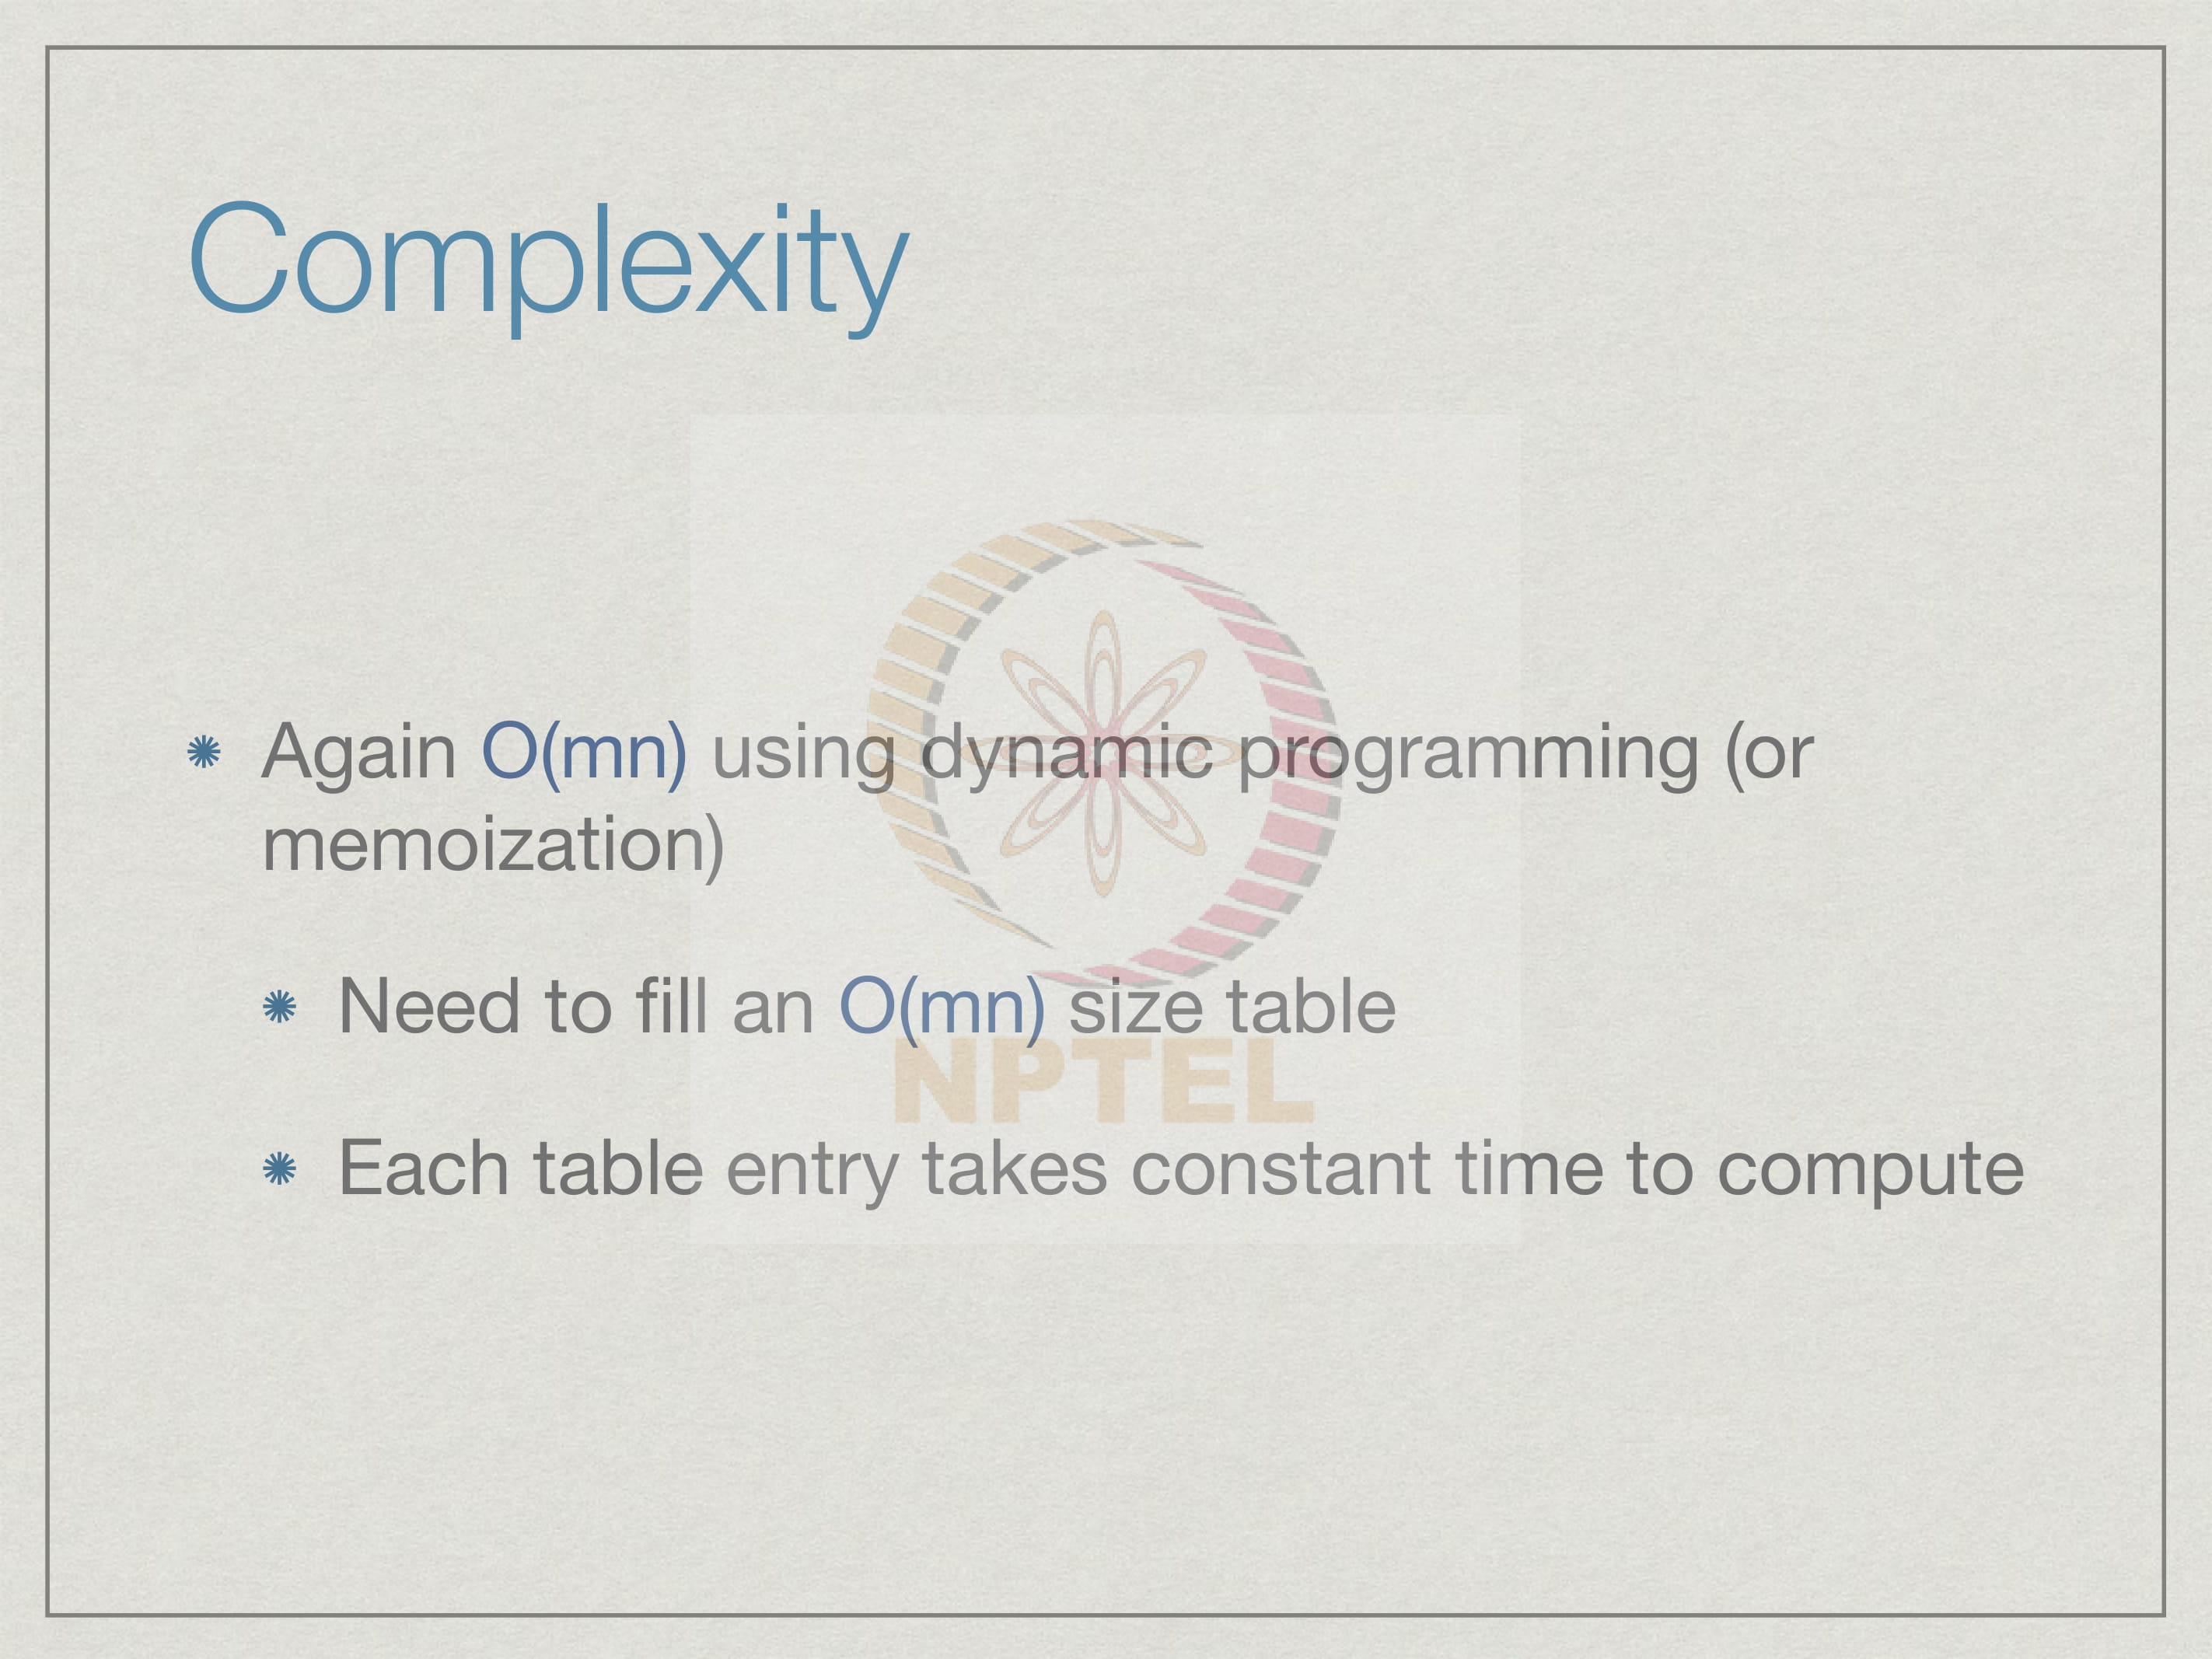 Complexity
Again O(mn) using dynamic programming (or
memoization)
Need to fill an O(mn) size table
NPTEL
Each table entry takes constant time to compute